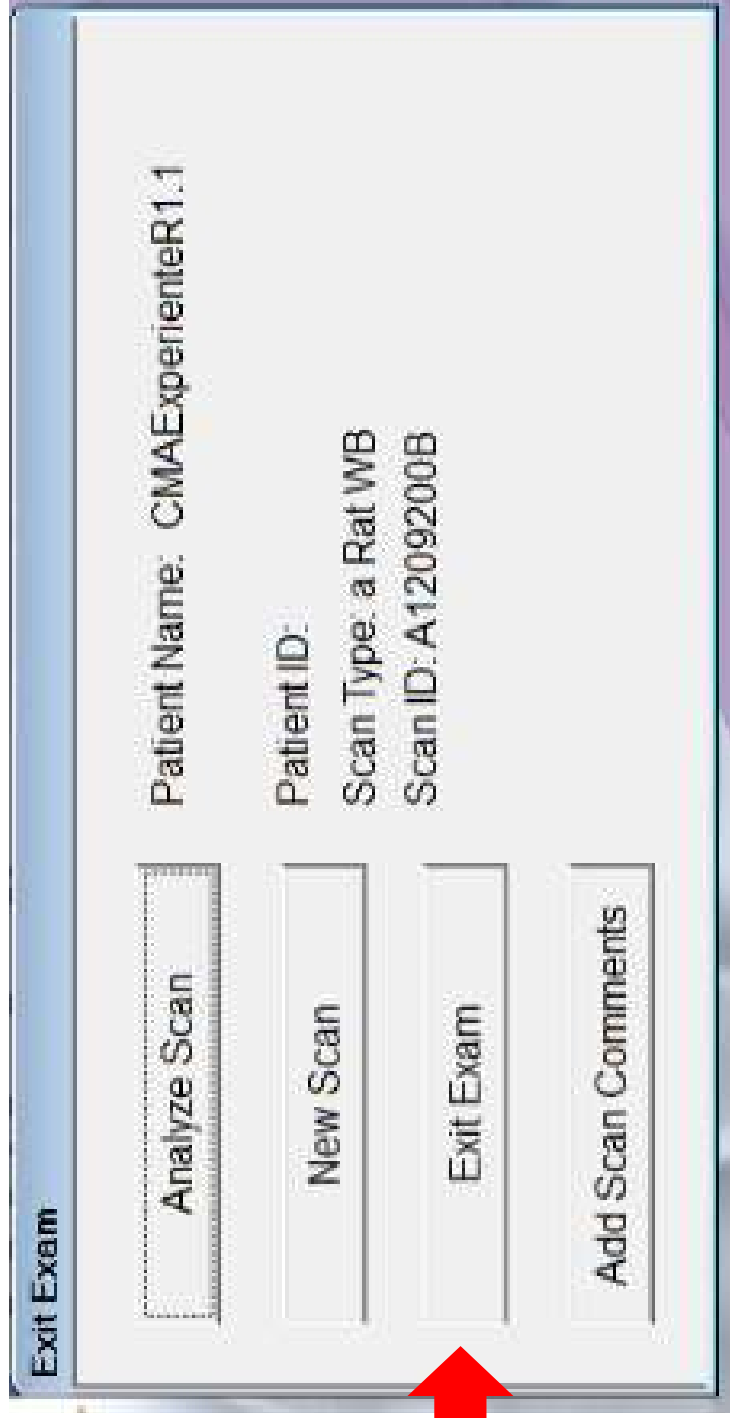 Exit Exam
Analyze Scan
Patient Name: CMAExperienteR1.1
New Scan
Patient ID:
Scan Type: a Rat WB
Exit Exam
Scan ID: A1209200B
Add Scan Comments